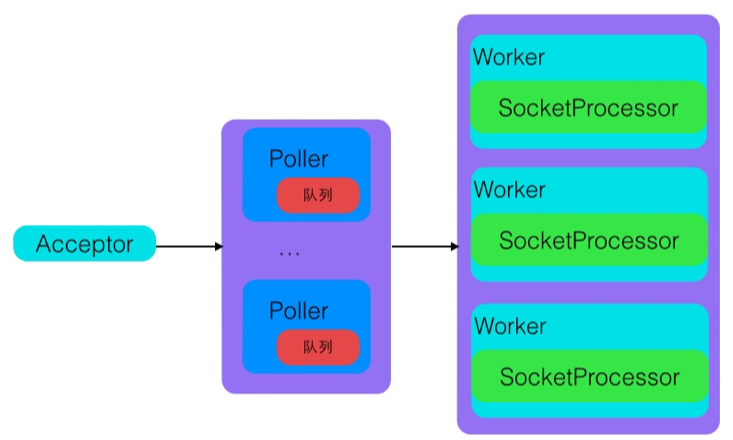 Acceptor
Poller
队列
...
Poller
队列
Worker
SocketProcessor
Worker
SocketProcessor
Worker
SocketProcessor